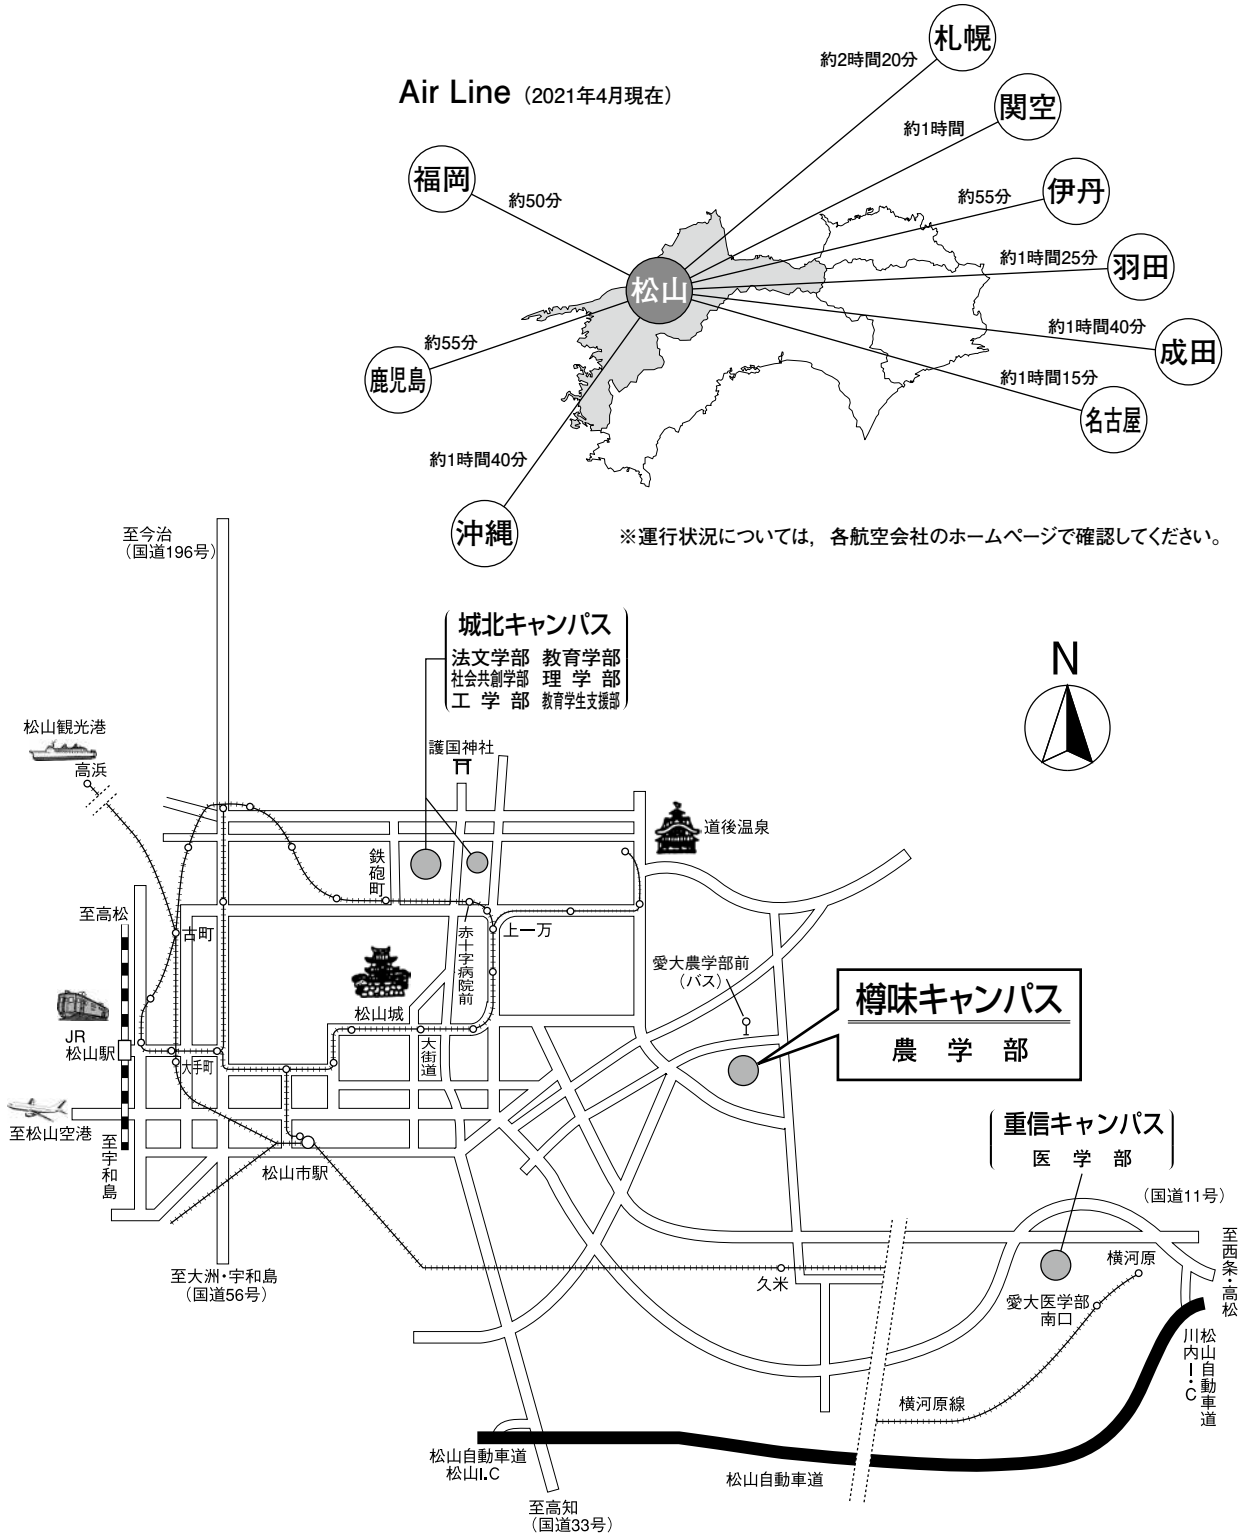 札幌
約2時間20分
Air Line（2021年4月現在）
関空
約1時間
福岡
約50分
伊丹
約55分
羽田
約1時間25分
松山
約1時間40分
成田
約55分
鹿児島
約1時間15分
名古屋
約1時間40分
沖縄
※運行状況については，各航空会社のホームページで確認してください。
至今治
（国道196号）
城北キャンパス
法文学部 教育学部
社会共創学部 理学部
工学部 教育学生支援部
N
松山観光港
高浜
護国神社
道後温泉
鉄砲町
至高松
古町
赤十字病院前
上一万
愛大農学部前
（バス）
樽味キャンパス
農学部
松山城
JR
松山駅
大手町
大街道
至松山空港
至宇和島
松山市駅
重信キャンパス
医学部
（国道11号）
至西条・高松
横河原
至大洲・宇和島
（国道56号）
久米
愛大医学部
南口
松山自動車道
川内I・C
横河原線
松山自動車道
松山I.C
松山自動車道
至高知
（国道33号）